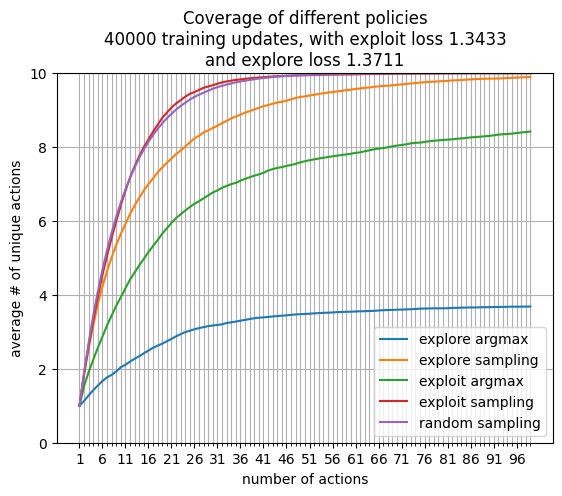 Coverage of different policies
40000 training updates, with exploit loss 1.3433
and explore loss 1.3711
10
8
6
4
2
0
average # of unique actions
explore argmax
explore sampling
exploit argmax
exploit sampling
random sampling
1 6 11 16 21 26 31 36 41 46 51 56 61 66 71 76 81 86 91 96
number of actions